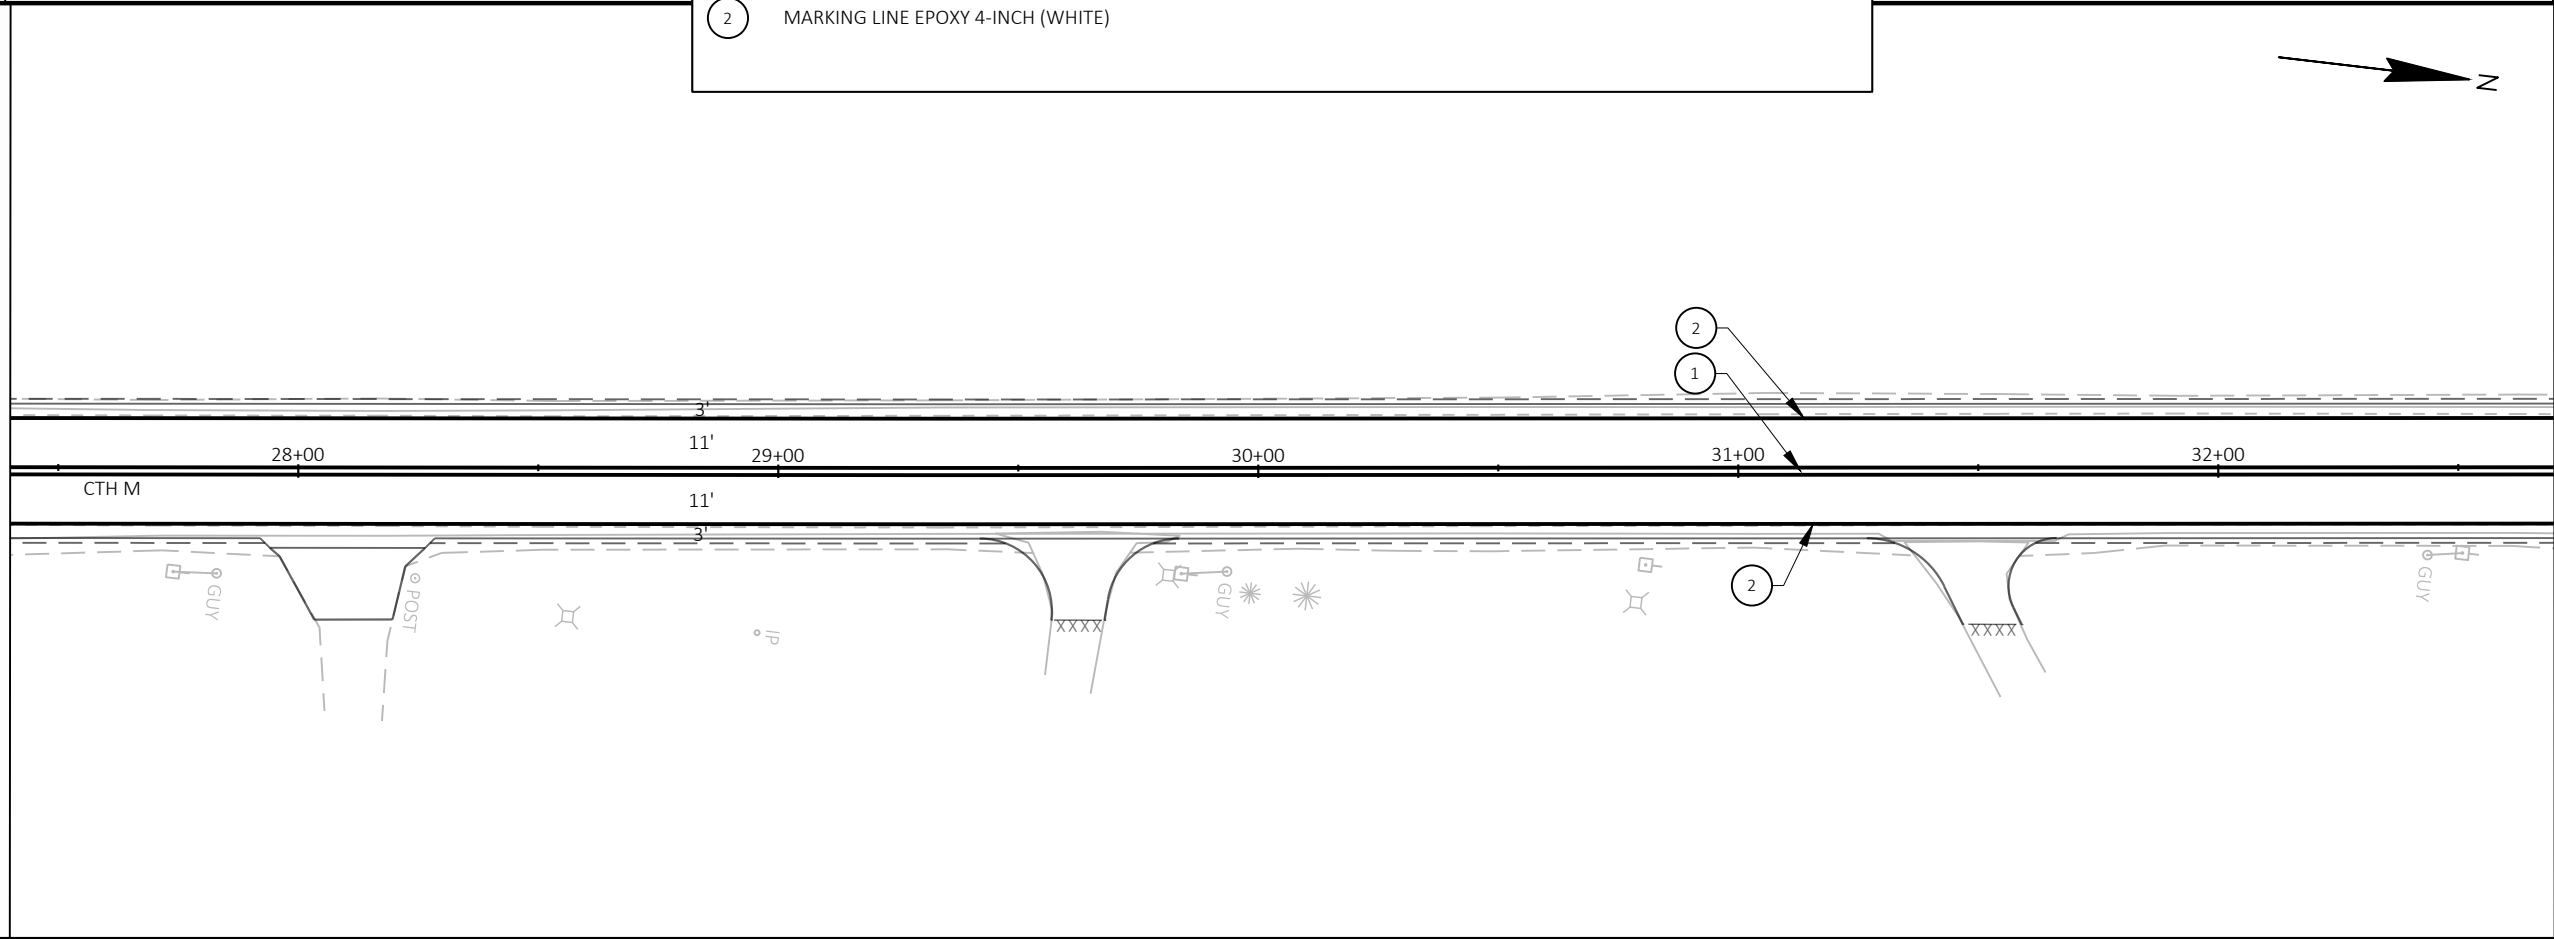 2 MARKING LINE EPOXY 4-INCH (WHITE)
N
2
1
3'
11'
28+00 29+00 30+00 31+00 32+00
CTH M
11'
3'
2
GUY
POST
IP
GUY
GUY
XXXX
XXXX